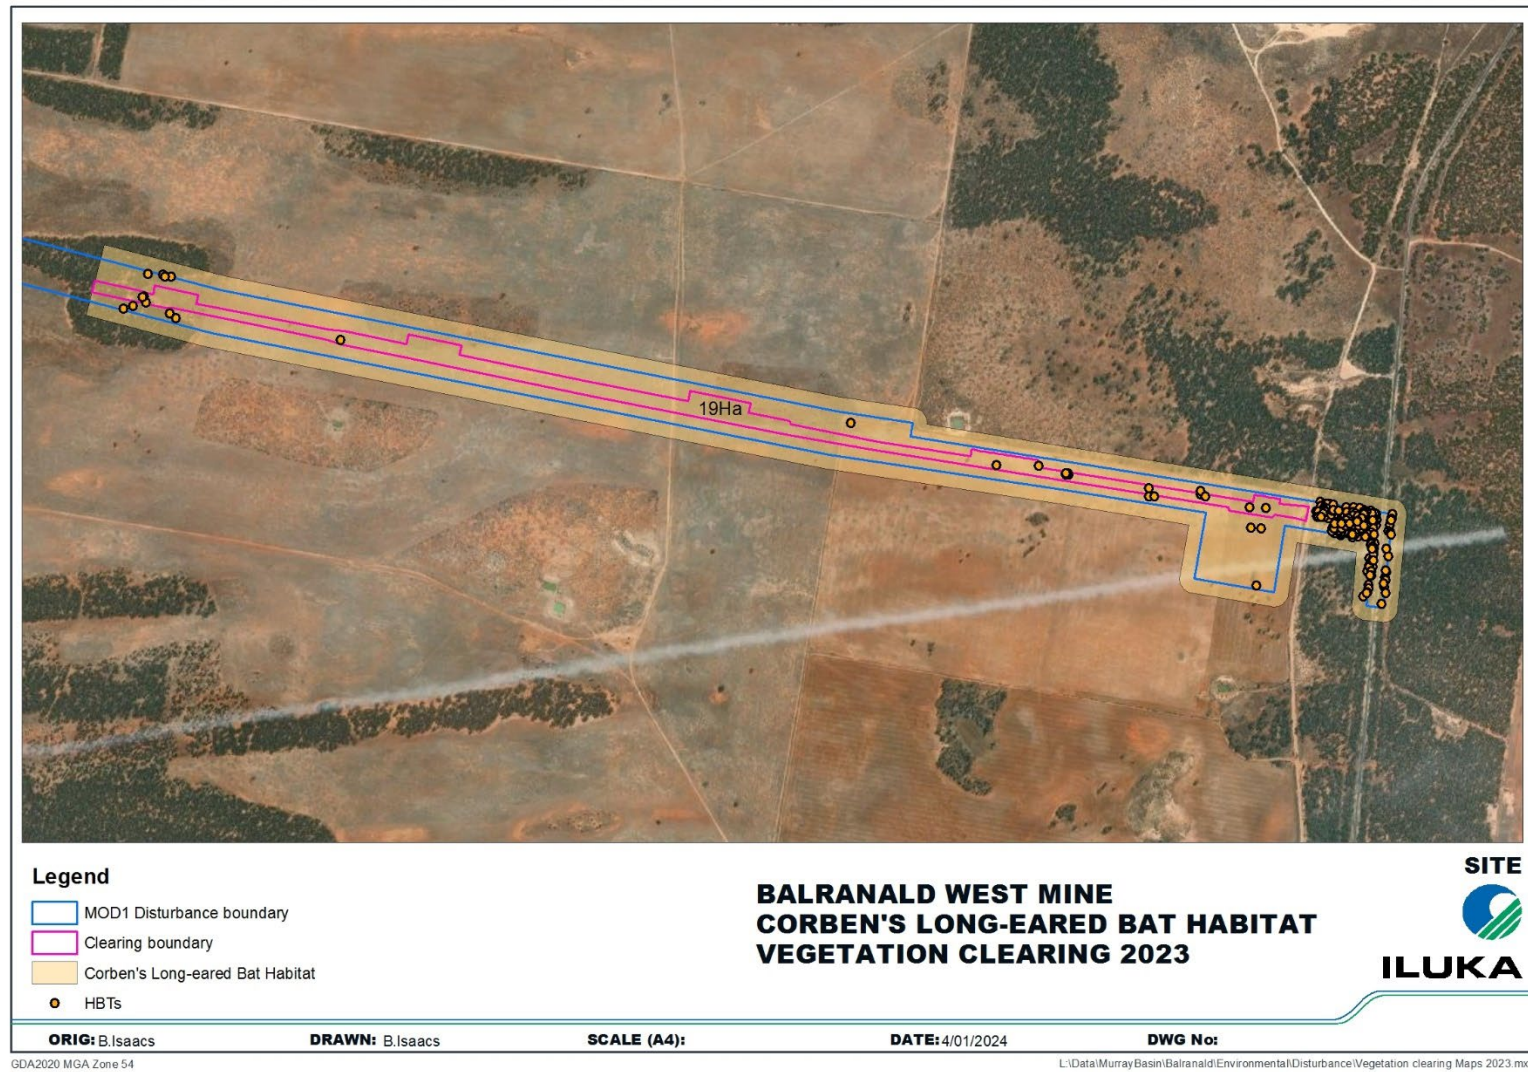 19Ha
Legend
MOD1 Disturbance boundary
Clearing boundary
Corben's Long-eared Bat Habitat
HBTs
BALRANALD WEST MINE
CORBEN'S LONG-EARED BAT HABITAT
VEGETATION CLEARING 2023
SITE
ILUKA
ORIG: B.Isaacs
DRAWN: B.Isaacs
SCALE (A4):
DATE: 4/01/2024
DWG No:
GDA2020 MGA Zone 54
L:\Data\MurrayBasin\Balranald\Environmental\Disturbance\Vegetation clearing Maps 2023.mx